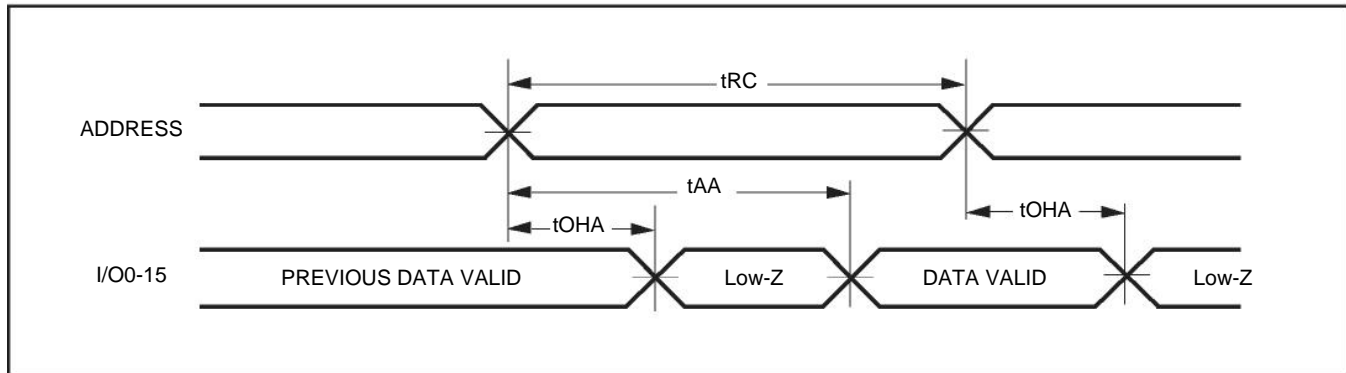 tRC
ADDRESS
tAA
tOHA
tOHA
I/O0-15
PREVIOUS DATA VALID
Low-Z
DATA VALID
Low-Z